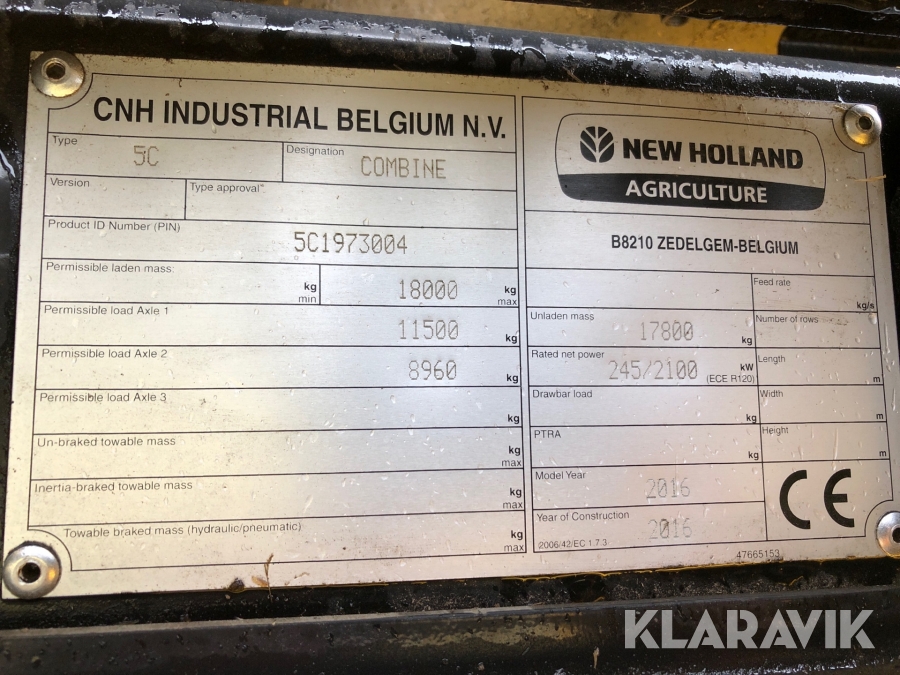 CNH INDUSTRIAL BELGIUM N.V.
Type 5C
Designation COMBINE
Version
Type approval
Product ID Number (PIN) 5C1973004
Permissible laden mass: kg min 18000 kg max
Permissible load Axle 1 11500 kg
Permissible load Axle 2 8960 kg
Permissible load Axle 3 kg
Un-braked towable mass kg max
Inertia-braked towable mass kg max
Towable braked mass (hydraulic/pneumatic) kg max
NEW HOLLAND
AGRICULTURE
B8210 ZEDELGEM-BELGIUM
Feed rate kg/s
Unladen mass 17800 kg
Number of rows
Rated net power 245/2100 kW (ECE R120)
Length m
Drawbar load kg
Width m
PTRA kg
Height m
Model Year 2016
Year of Construction 2016
2006/42/EC 1.7.3
CE
47665153
KLARAVIK